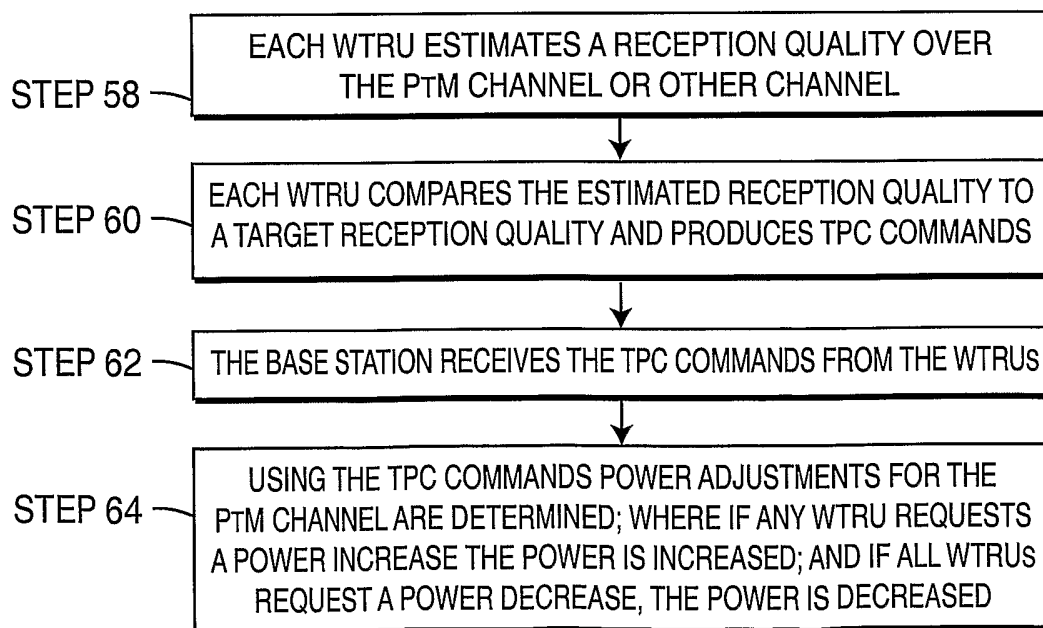 EACH WTRU ESTIMATES A RECEPTION QUALITY OVER
THE PTM CHANNEL OR OTHER CHANNEL
STEP 58
EACH WTRU COMPARES THE ESTIMATED RECEPTION QUALITY TO
A TARGET RECEPTION QUALITY AND PRODUCES TPC COMMANDS
STEP 60
THE BASE STATION RECEIVES THE TPC COMMANDS FROM THE WTRUs
STEP 62
USING THE TPC COMMANDS POWER ADJUSTMENTS FOR THE
PTM CHANNEL ARE DETERMINED; WHERE IF ANY WTRU REQUESTS
A POWER INCREASE THE POWER IS INCREASED; AND IF ALL WTRUs
REQUEST A POWER DECREASE, THE POWER IS DECREASED
STEP 64